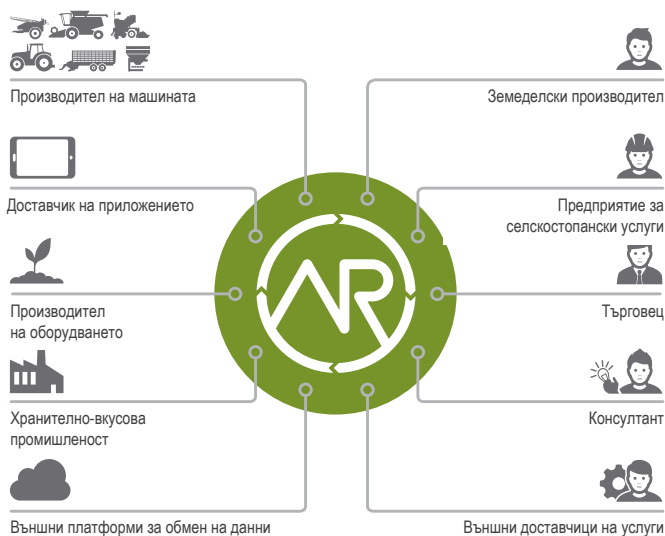 Производител на машината
Земеделски производител
Доставчик на приложението
Предприятие за
селскостопански услуги
Производител
на оборудването
AR
Търговец
Хранително-вкусова
промишленост
Консултант
Външни платформи за обмен на данни
Външни доставчици на услуги